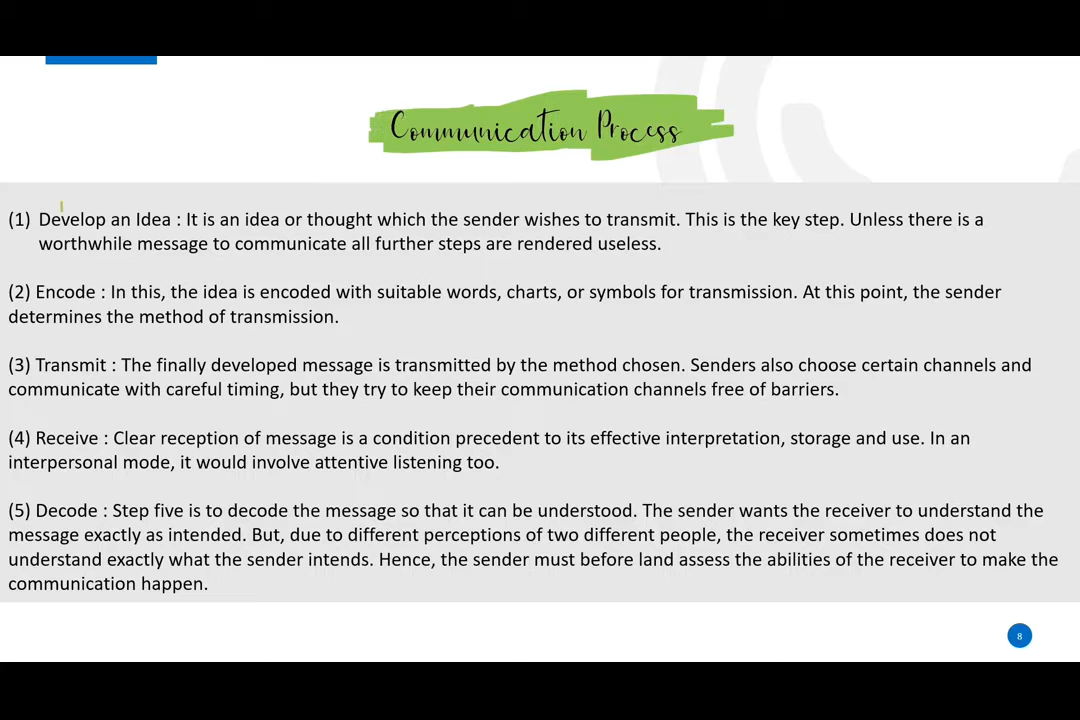 Communication Process
(1) Develop an Idea : It is an idea or thought which the sender wishes to transmit. This is the key step. Unless there is a
worthwhile message to communicate all further steps are rendered useless.
(2) Encode : In this, the idea is encoded with suitable words, charts, or symbols for transmission. At this point, the sender
determines the method of transmission.
(3) Transmit : The finally developed message is transmitted by the method chosen. Senders also choose certain channels and
communicate with careful timing, but they try to keep their communication channels free of barriers.
(4) Receive : Clear reception of message is a condition precedent to its effective interpretation, storage and use. In an
interpersonal mode, it would involve attentive listening too.
(5) Decode : Step five is to decode the message so that it can be understood. The sender wants the receiver to understand the
message exactly as intended. But, due to different perceptions of two different people, the receiver sometimes does not
understand exactly what the sender intends. Hence, the sender must before land assess the abilities of the receiver to make the
communication happen.
8